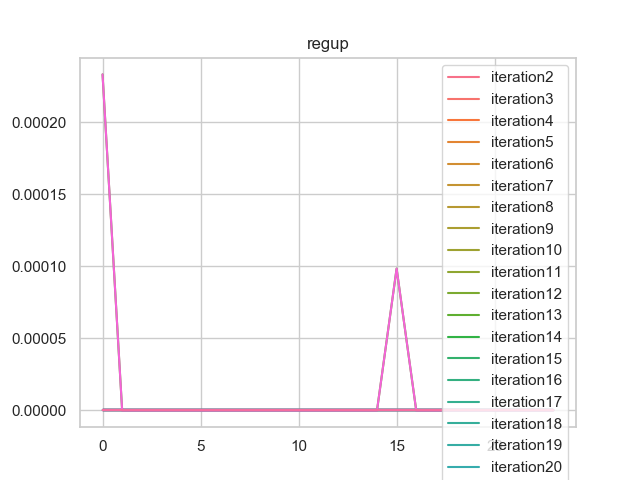 regup
0.00020
0.00015
0.00010
0.00005
0.00000
0
5
10
15
iteration2
iteration3
iteration4
iteration5
iteration6
iteration7
iteration8
iteration9
iteration10
iteration11
iteration12
iteration13
iteration14
iteration15
iteration16
iteration17
iteration18
iteration19
iteration20